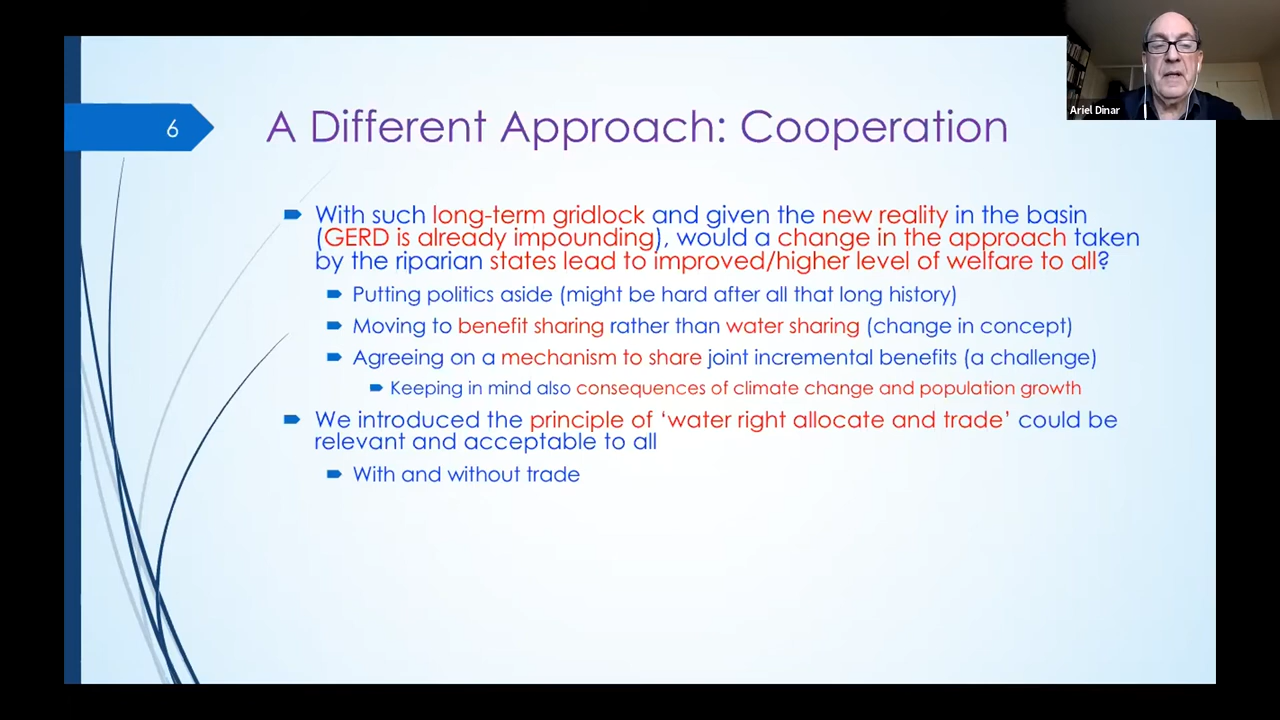 Ariel Dinar
6
A Different Approach: Cooperation
With such long-term gridlock and given the new reality in the basin
(GERD is already impounding), would a change in the approach taken
by the riparian states lead to improved/higher level of welfare to all?
Putting politics aside (might be hard after all that long history)
Moving to benefit sharing rather than water sharing (change in concept)
Agreeing on a mechanism to share joint incremental benefits (a challenge)
Keeping in mind also consequences of climate change and population growth
We introduced the principle of ‘water right allocate and trade’ could be
relevant and acceptable to all
With and without trade